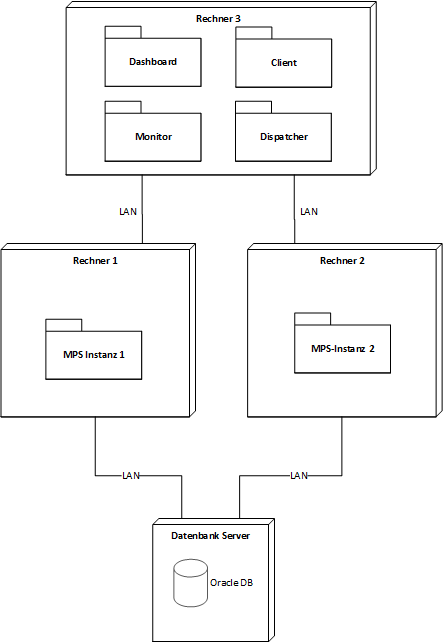 Rechner 3
Dashboard
Client
Monitor
Dispatcher
LAN
LAN
Rechner 1
Rechner 2
MPS Instanz 1
MPS-Instanz 2
LAN
LAN
Datenbank Server
Oracle DB